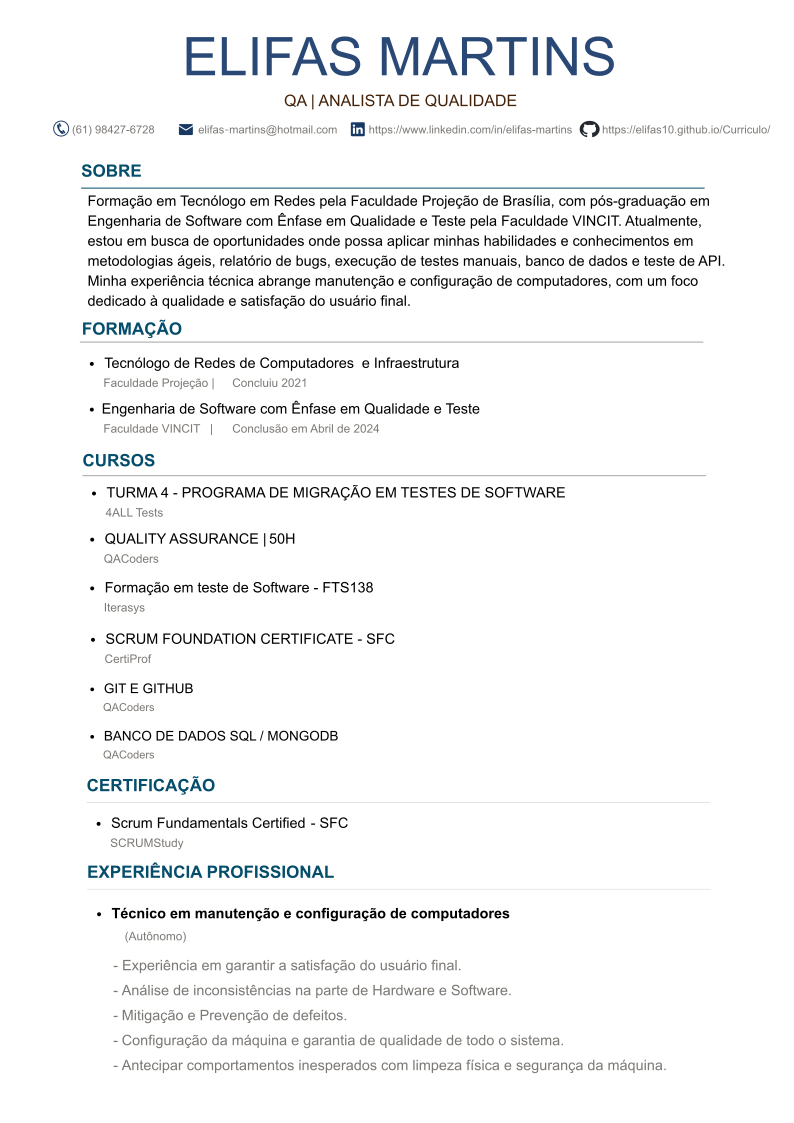 ELIFAS MARTINS
QA | ANALISTA DE QUALIDADE
(61) 98427-6728 elifas-martins@hotmail.com https://www.linkedin.com/in/elifas-martins https://elifas10.github.io/Curriculo/
SOBRE
Formação em Tecnólogo em Redes pela Faculdade Projeção de Brasília, com pós-graduação em
Engenharia de Software com Ênfase em Qualidade e Teste pela Faculdade VINCIT. Atualmente,
estou em busca de oportunidades onde possa aplicar minhas habilidades e conhecimentos em
metodologias ágeis, relatório de bugs, execução de testes manuais, banco de dados e teste de API.
Minha experiência técnica abrange manutenção e configuração de computadores, com um foco
dedicado à qualidade e satisfação do usuário final.
FORMAÇÃO
• Tecnólogo de Redes de Computadores e Infraestrutura
Faculdade Projeção | Concluiu 2021
• Engenharia de Software com Ênfase em Qualidade e Teste
Faculdade VINCIT | Conclusão em Abril de 2024
CURSOS
• TURMA 4 - PROGRAMA DE MIGRAÇÃO EM TESTES DE SOFTWARE
4ALL Tests
• QUALITY ASSURANCE | 50H
QACoders
• Formação em teste de Software - FTS138
Iterasys
• SCRUM FOUNDATION CERTIFICATE - SFC
CertiProf
• GIT E GITHUB
QACoders
• BANCO DE DADOS SQL / MONGODB
QACoders
CERTIFICAÇÃO
• Scrum Fundamentals Certified - SFC
SCRUMStudy
EXPERIÊNCIA PROFISSIONAL
• Técnico em manutenção e configuração de computadores
(Autônomo)
- Experiência em garantir a satisfação do usuário final.
- Análise de inconsistências na parte de Hardware e Software.
- Mitigação e Prevenção de defeitos.
- Configuração da máquina e garantia de qualidade de todo o sistema.
- Antecipar comportamentos inesperados com limpeza física e segurança da máquina.